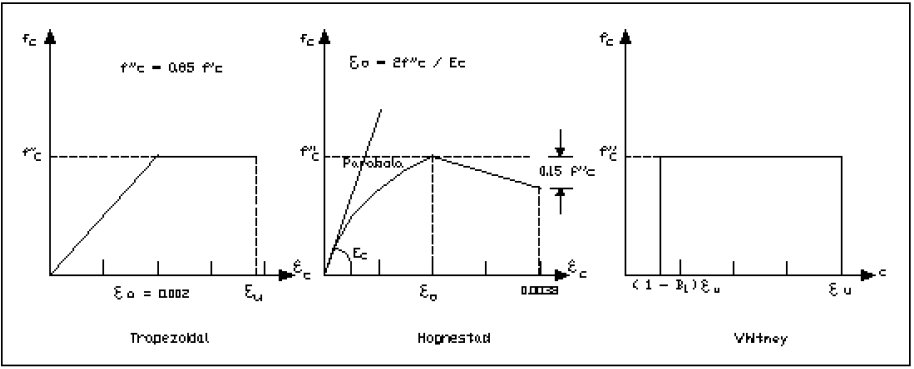 fc
f"c = 0.85 f'c
f"c
εc
εo = 0.002
εu
Trapezoidal
fc
εo = 2f"c / Ec
f"c
Parabola
0.15 f"c
Ec
εc
εo
0.0038
Hognestad
fc
f"c
c
(1 - B1) εu
εu
Whitney